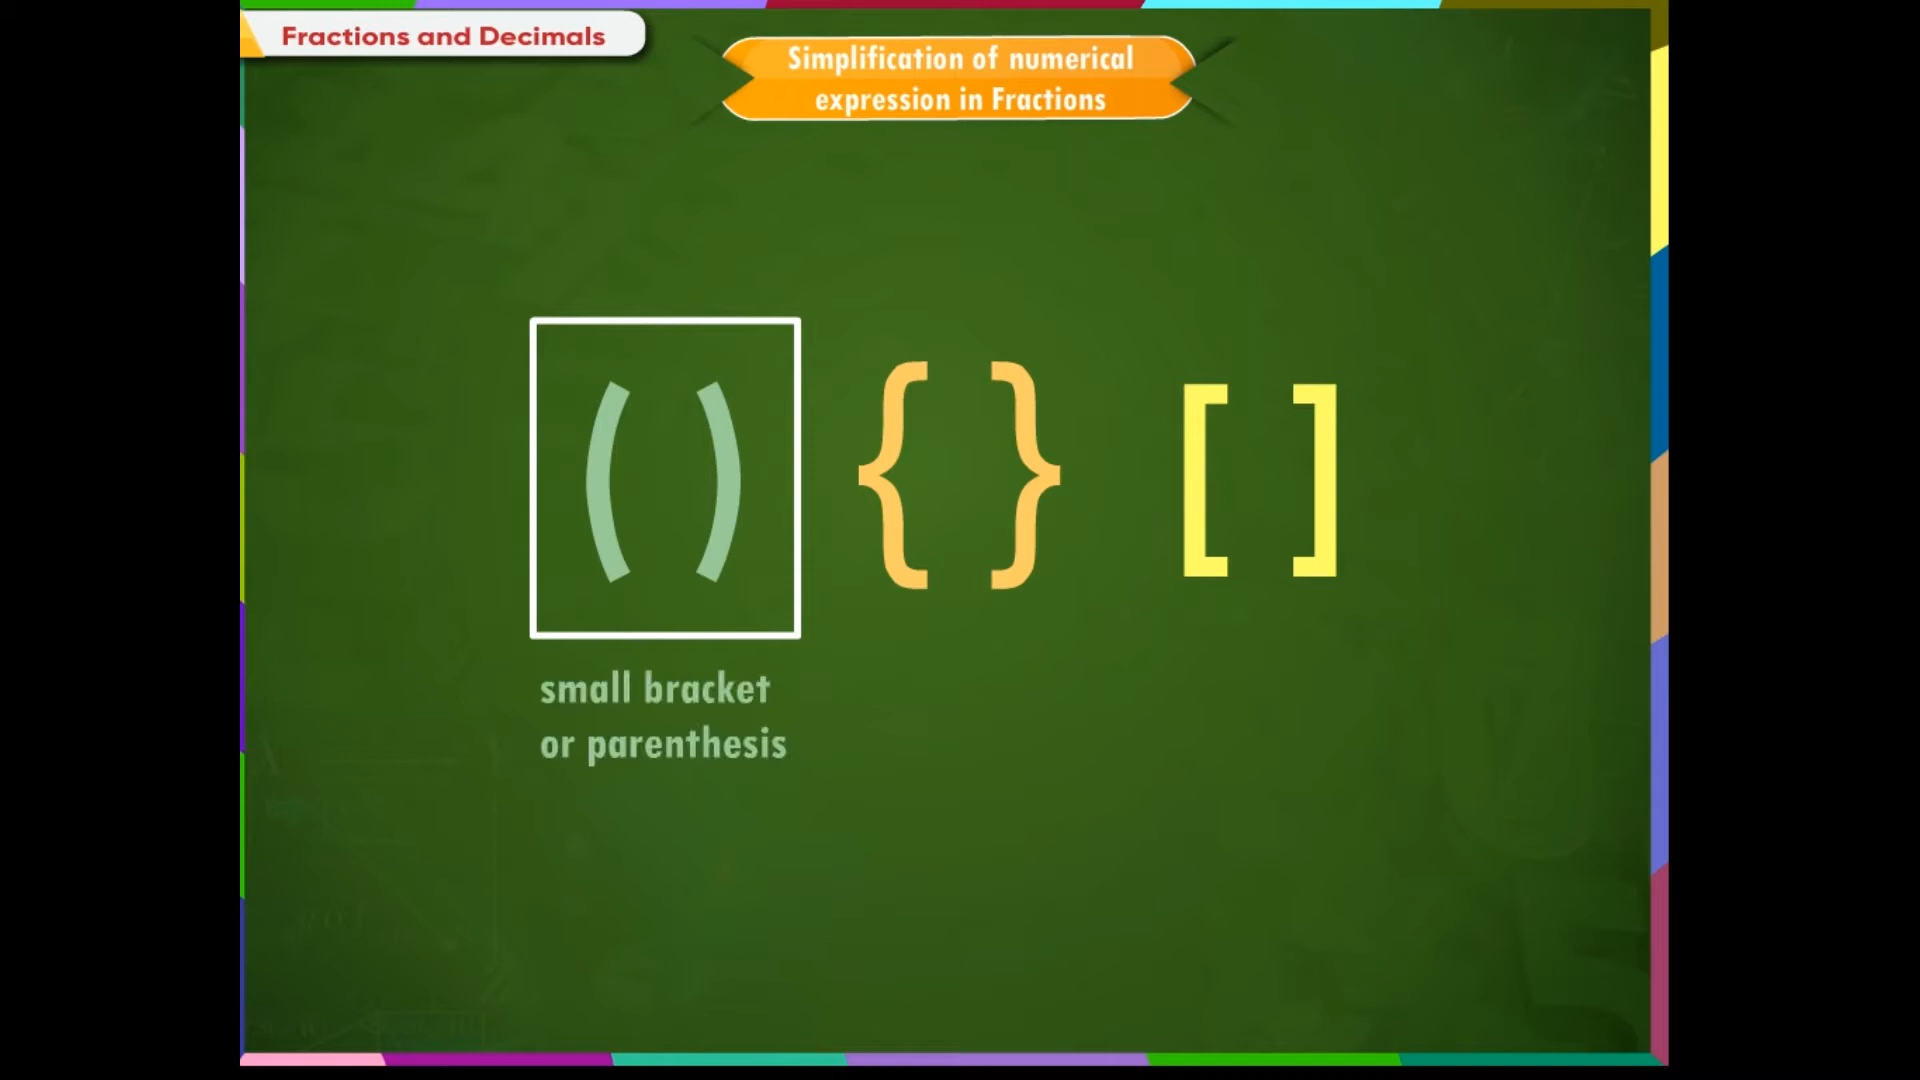 Fractions and Decimals
Simplification of numerical
expression in Fractions
( ) { } [ ]
small bracket
or parenthesis